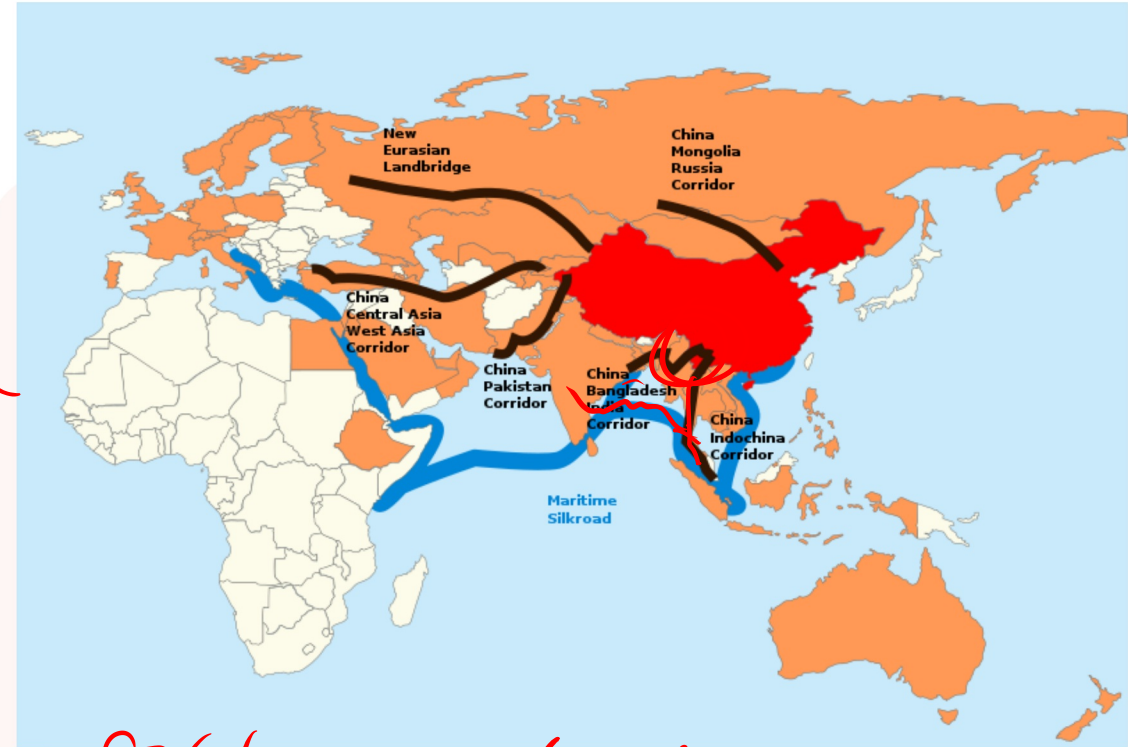 New
Eurasian
Landbridge
China
Mongolia
Russia
Corridor
China
Central Asia
West Asia
Corridor
China
Pakistan
Corridor
China
Bangladesh
India
Corridor
China
Indochina
Corridor
Maritime
Silkroad